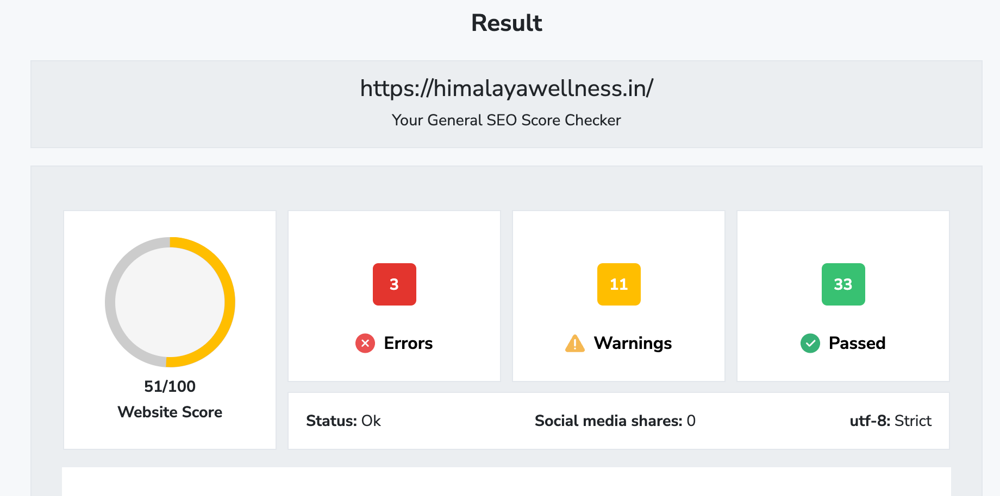 Result
https://himalayawellness.in/
Your General SEO Score Checker
51/100
Website Score
3
Errors
11
Warnings
33
Passed
Status: Ok
Social media shares: 0
utf-8: Strict